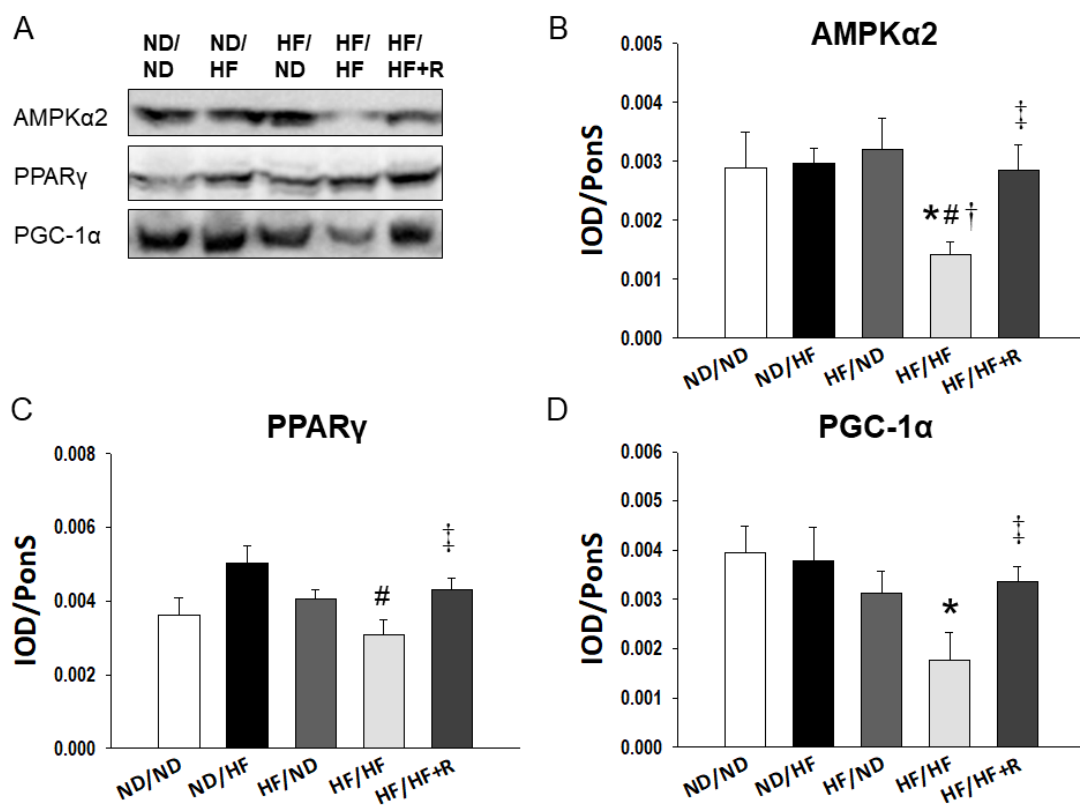 A
ND/ ND/ HF/ HF/ HF/
ND HF ND HF HF+R
AMPKα2
PPARγ
PGC-1α
B
AMPKα2
0.005
0.004
0.003
0.002
0.001
0.000
IOD/PonS
‡
*#†
ND/ND ND/HF HF/ND HF/HF HF/HF+R
C
PPARγ
0.008
0.006
0.004
0.002
0.000
IOD/PonS
‡
#
ND/ND ND/HF HF/ND HF/HF HF/HF+R
D
PGC-1α
0.006
0.005
0.004
0.003
0.002
0.001
0.000
IOD/PonS
‡
*
ND/ND ND/HF HF/ND HF/HF HF/HF+R